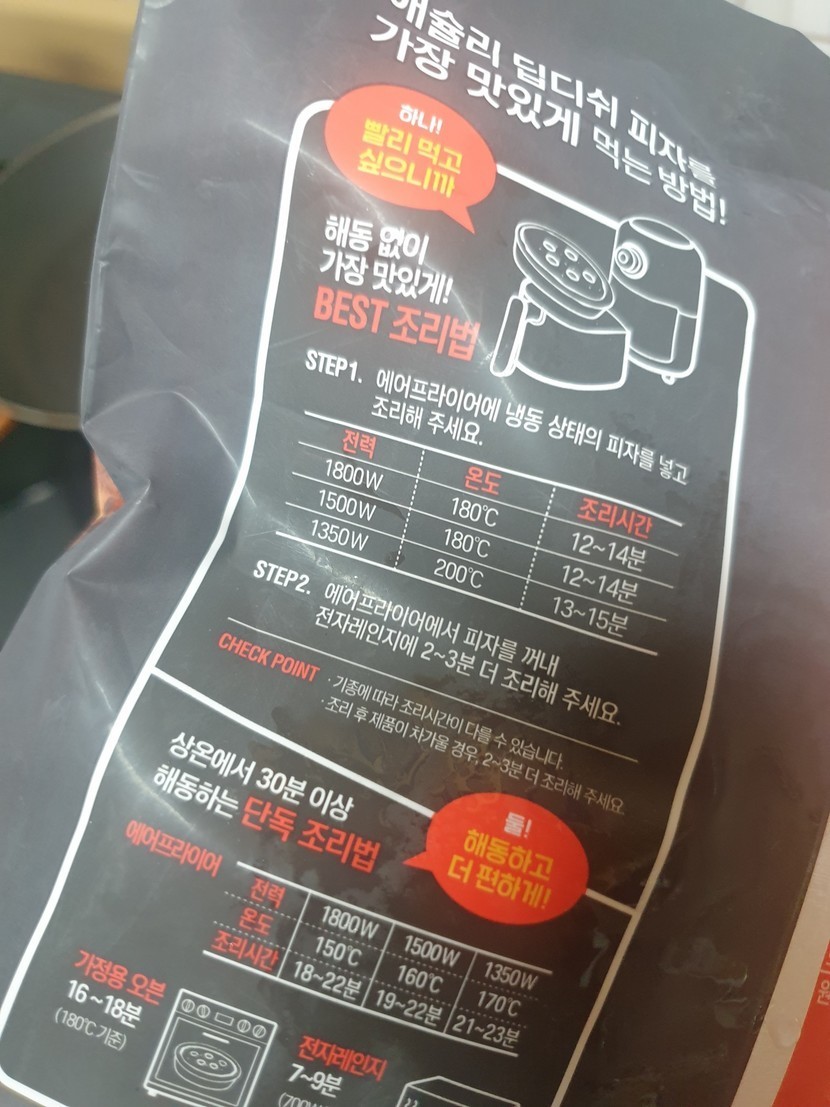 애슐리 딥디쉬 피자를
가장 맛있게 먹는 방법!
하나!
빨리 먹고
싶으니까
해동 없이
가장 맛있게!
BEST 조리법
STEP1. 에어프라이어에 냉동 상태의 피자를 넣고
조리해 주세요.
전력 온도 조리시간
1800W 180℃ 12~14분
1500W 180℃ 12~14분
1350W 200℃ 13~15분
STEP2. 에어프라이어에서 피자를 꺼내
전자레인지에 2~3분 더 조리해 주세요.
CHECK POINT · 기종에 따라 조리시간이 다를 수 있습니다.
· 조리 후 제품이 차가울 경우, 2~3분 더 조리해 주세요.
둘!
해동하고
더 편하게!
상온에서 30분 이상
해동하는 단독 조리법
에어프라이어
전력 1800W 1500W 1350W
온도 150℃ 160℃ 170℃
조리시간 18~22분 19~22분 21~23분
가정용 오븐
16~18분
(180℃ 기준)
전자레인지
7~9분
(700W